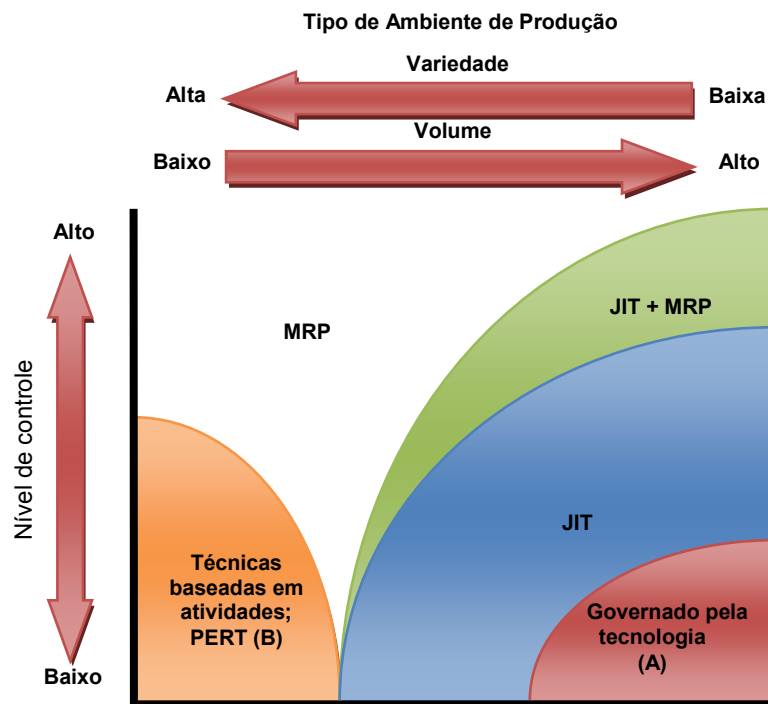 Tipo de Ambiente de Produção
Variedade
Alta
Baixa
Volume
Baixo
Alto
Alto
JIT + MRP
MRP
Nível de controle
JIT
Técnicas
baseadas em
atividades;
PERT (B)
Governado pela
tecnologia
(A)
Baixo